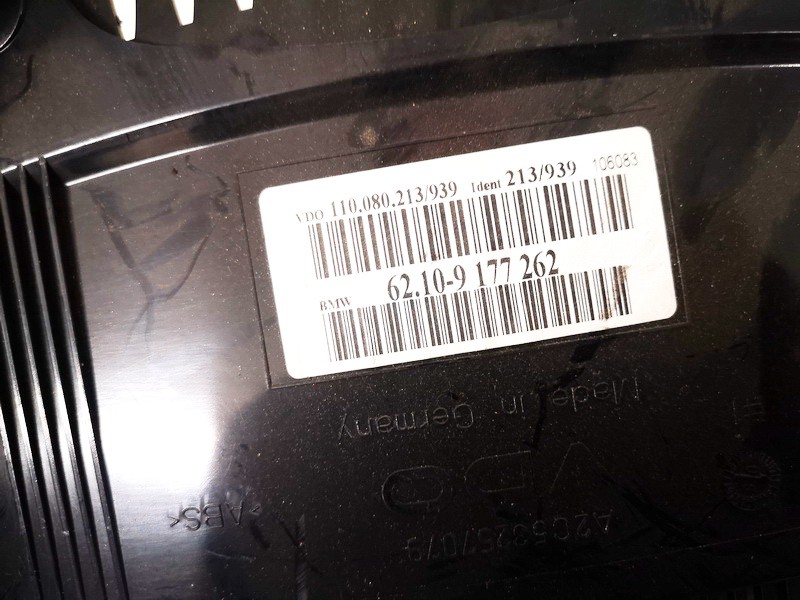 VDO 110.080.213/939 Ident 213/939 106083
BMW 62.10-9 177 262
Made in Germany
VDO
A2C53257079
>ABS<